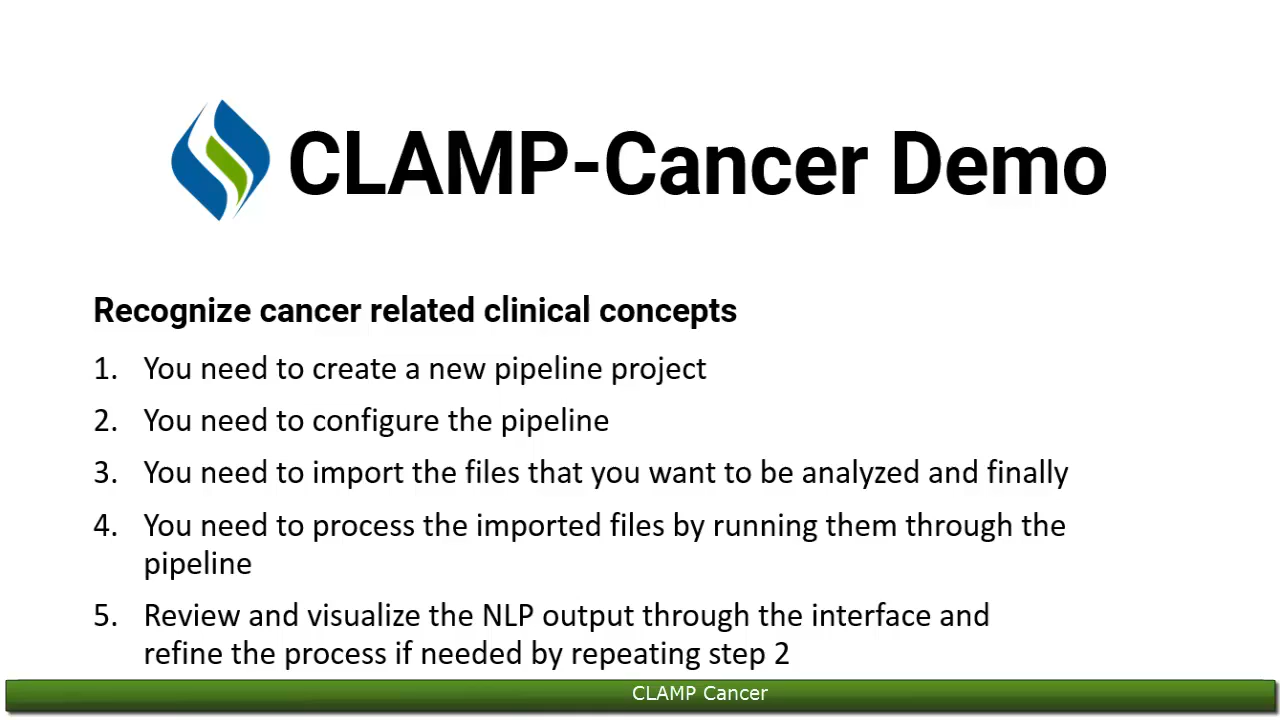 CLAMP-Cancer Demo
Recognize cancer related clinical concepts
1. You need to create a new pipeline project
2. You need to configure the pipeline
3. You need to import the files that you want to be analyzed and finally
4. You need to process the imported files by running them through the
pipeline
5. Review and visualize the NLP output through the interface and
refine the process if needed by repeating step 2
CLAMP Cancer